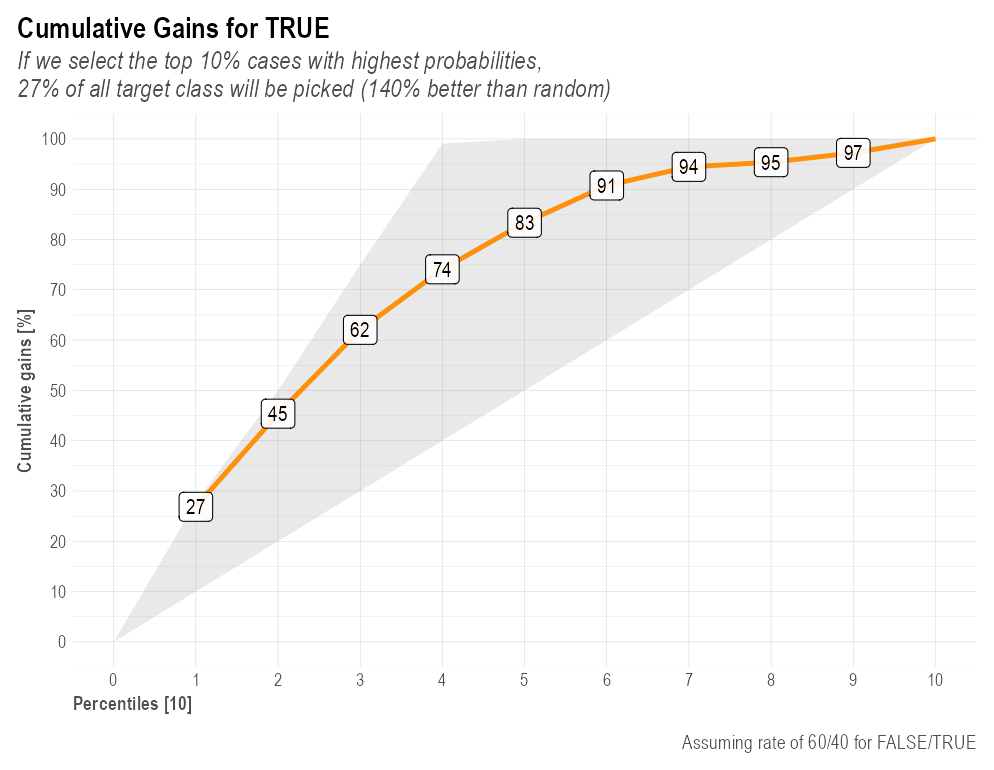 Cumulative Gains for TRUE
If we select the top 10% cases with highest probabilities,
27% of all target class will be picked (140% better than random)
Cumulative gains [%]
100
90
80
70
60
50
40
30
20
10
0
27
45
62
74
83
91
94
95
97
0 1 2 3 4 5 6 7 8 9 10
Percentiles [10]
Assuming rate of 60/40 for FALSE/TRUE